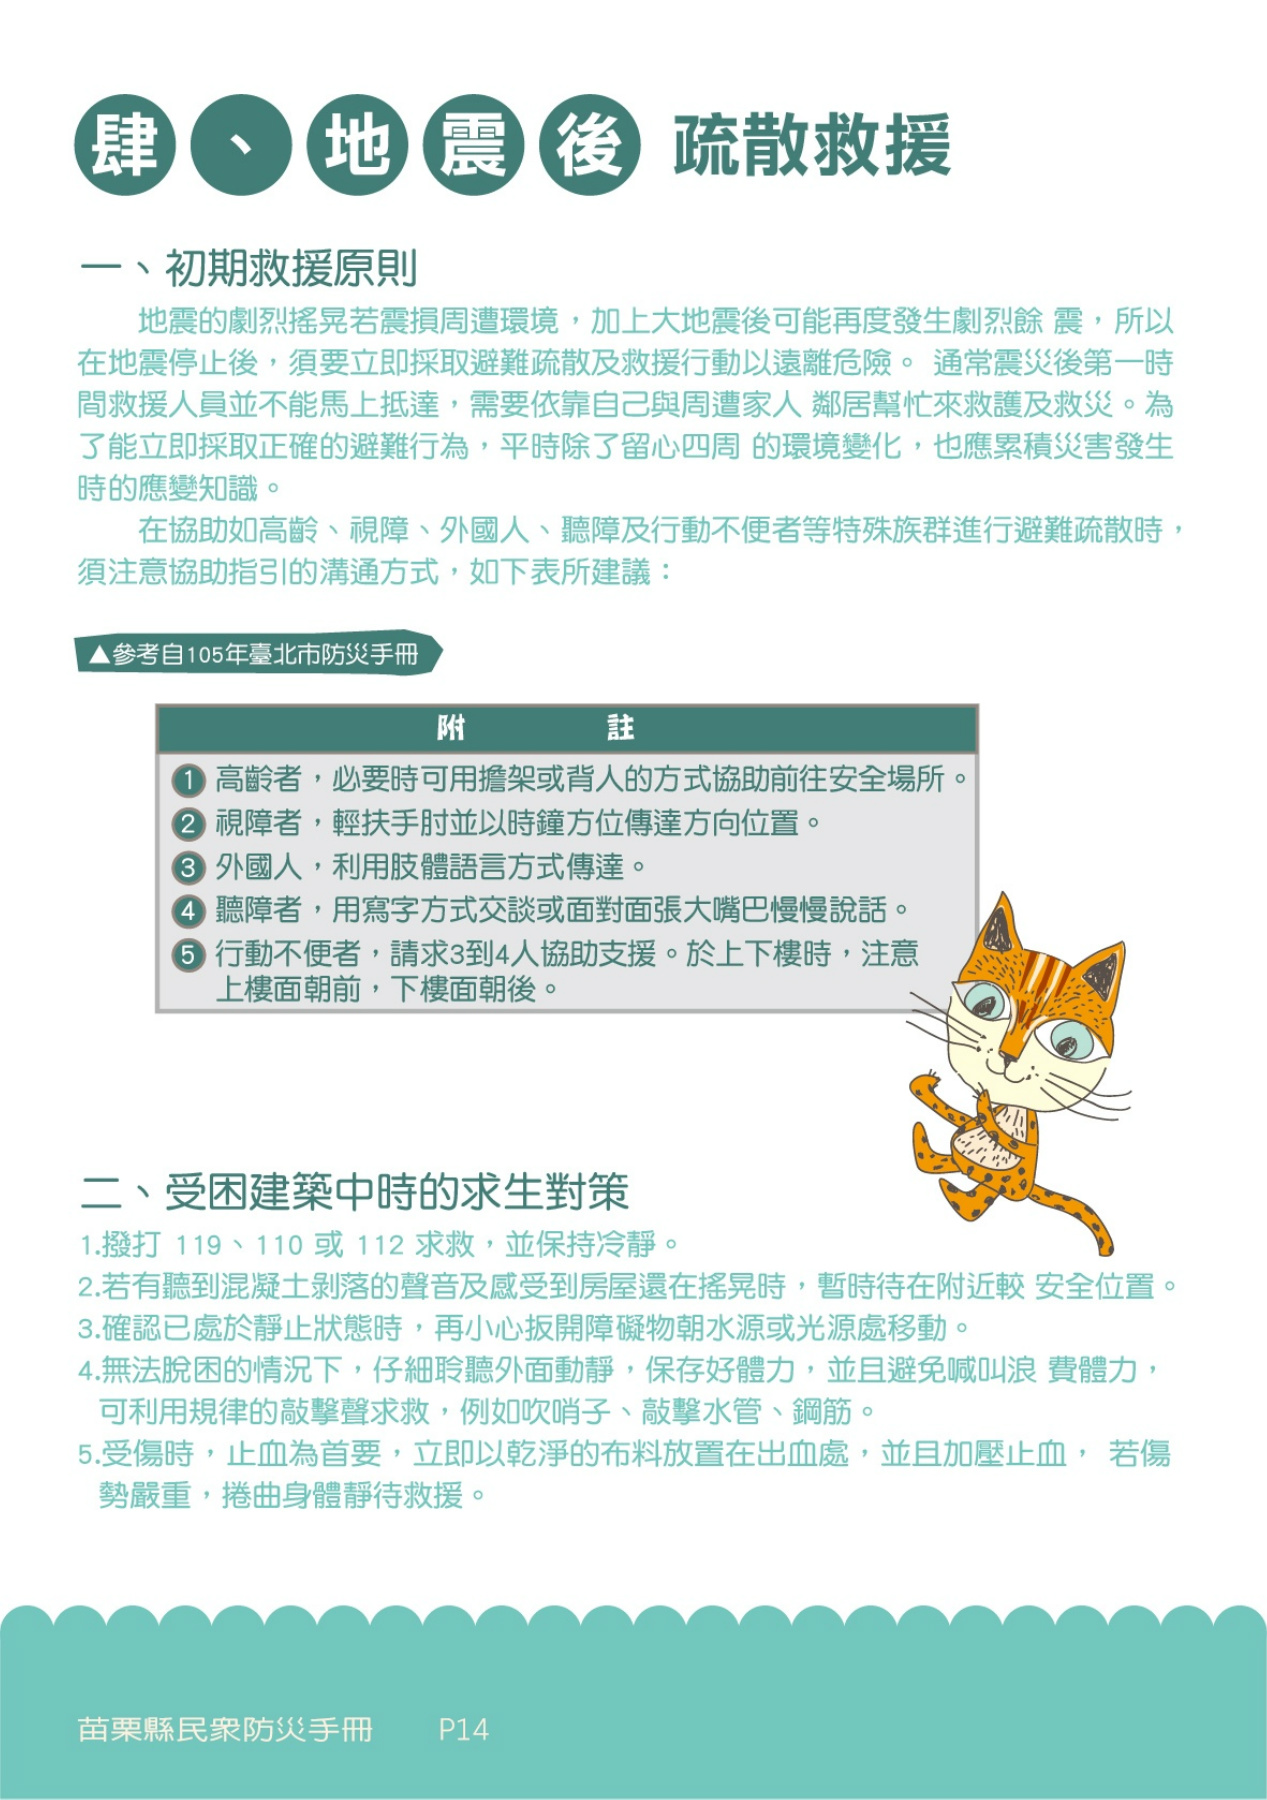 肆、地震後 疏散救援
一、初期救援原則
地震的劇烈搖晃若震損周遭環境，加上大地震後可能再度發生劇烈餘 震，所以
在地震停止後，須要立即採取避難疏散及救援行動以遠離危險。 通常震災後第一時
間救援人員並不能馬上抵達，需要依靠自己與周遭家人 鄰居幫忙來救護及救災。為
了能立即採取正確的避難行為，平時除了留心四周 的環境變化，也應累積災害發生
時的應變知識。
在協助如高齡、視障、外國人、聽障及行動不便者等特殊族群進行避難疏散時，
須注意協助指引的溝通方式，如下表所建議：
▲參考自105年臺北市防災手冊
附 註
1 高齡者，必要時可用擔架或背人的方式協助前往安全場所。
2 視障者，輕扶手肘並以時鐘方位傳達方向位置。
3 外國人，利用肢體語言方式傳達。
4 聽障者，用寫字方式交談或面對面張大嘴巴慢慢說話。
5 行動不便者，請求3到4人協助支援。於上下樓時，注意
上樓面朝前，下樓面朝後。
二、受困建築中時的求生對策
1.撥打 119、110 或 112 求救，並保持冷靜。
2.若有聽到混凝土剝落的聲音及感受到房屋還在搖晃時，暫時待在附近較 安全位置。
3.確認已處於靜止狀態時，再小心扳開障礙物朝水源或光源處移動。
4.無法脫困的情況下，仔細聆聽外面動靜，保存好體力，並且避免喊叫浪 費體力，
可利用規律的敲擊聲求救，例如吹哨子、敲擊水管、鋼筋。
5.受傷時，止血為首要，立即以乾淨的布料放置在出血處，並且加壓止血， 若傷
勢嚴重，捲曲身體靜待救援。
苗栗縣民眾防災手冊 P14